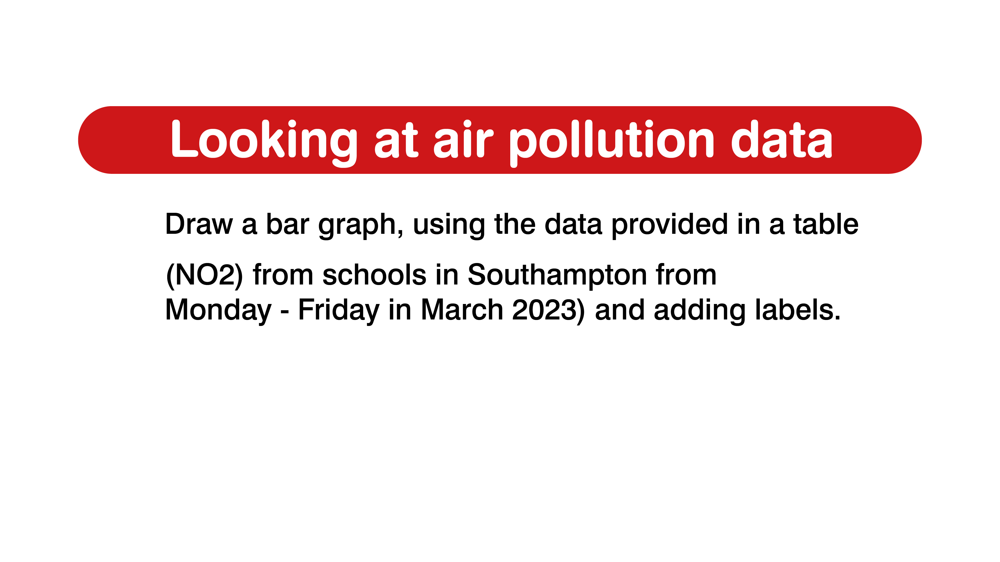 Looking at air pollution data
Draw a bar graph, using the data provided in a table
(NO2) from schools in Southampton from
Monday - Friday in March 2023) and adding labels.